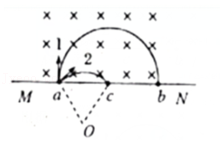 × × × × ×
1 × × × × ×
2
× × × × ×
M a c b N
O